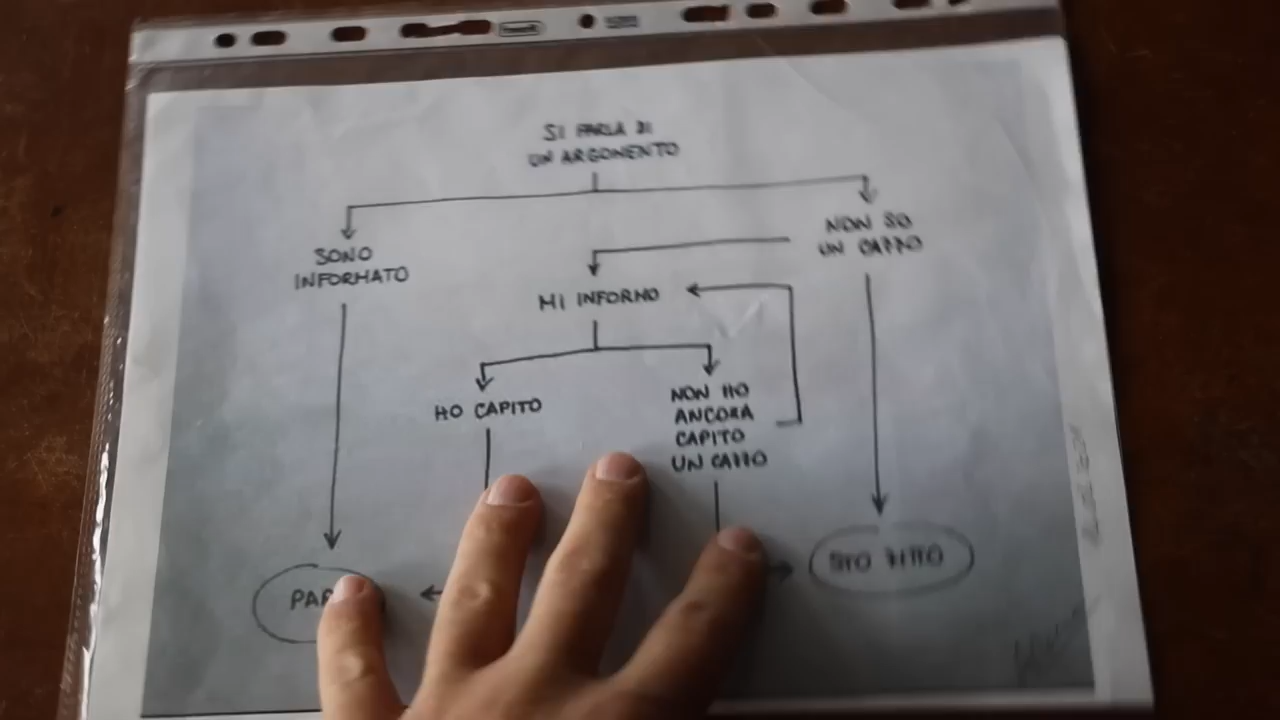 SI PARLA DI
UN ARGOMENTO
SONO
INFORMATO
NON SO
UN CAZZO
MI INFORMO
HO CAPITO
NON HO
ANCORA
CAPITO
UN CAZZO
PAR
STO ZITTO